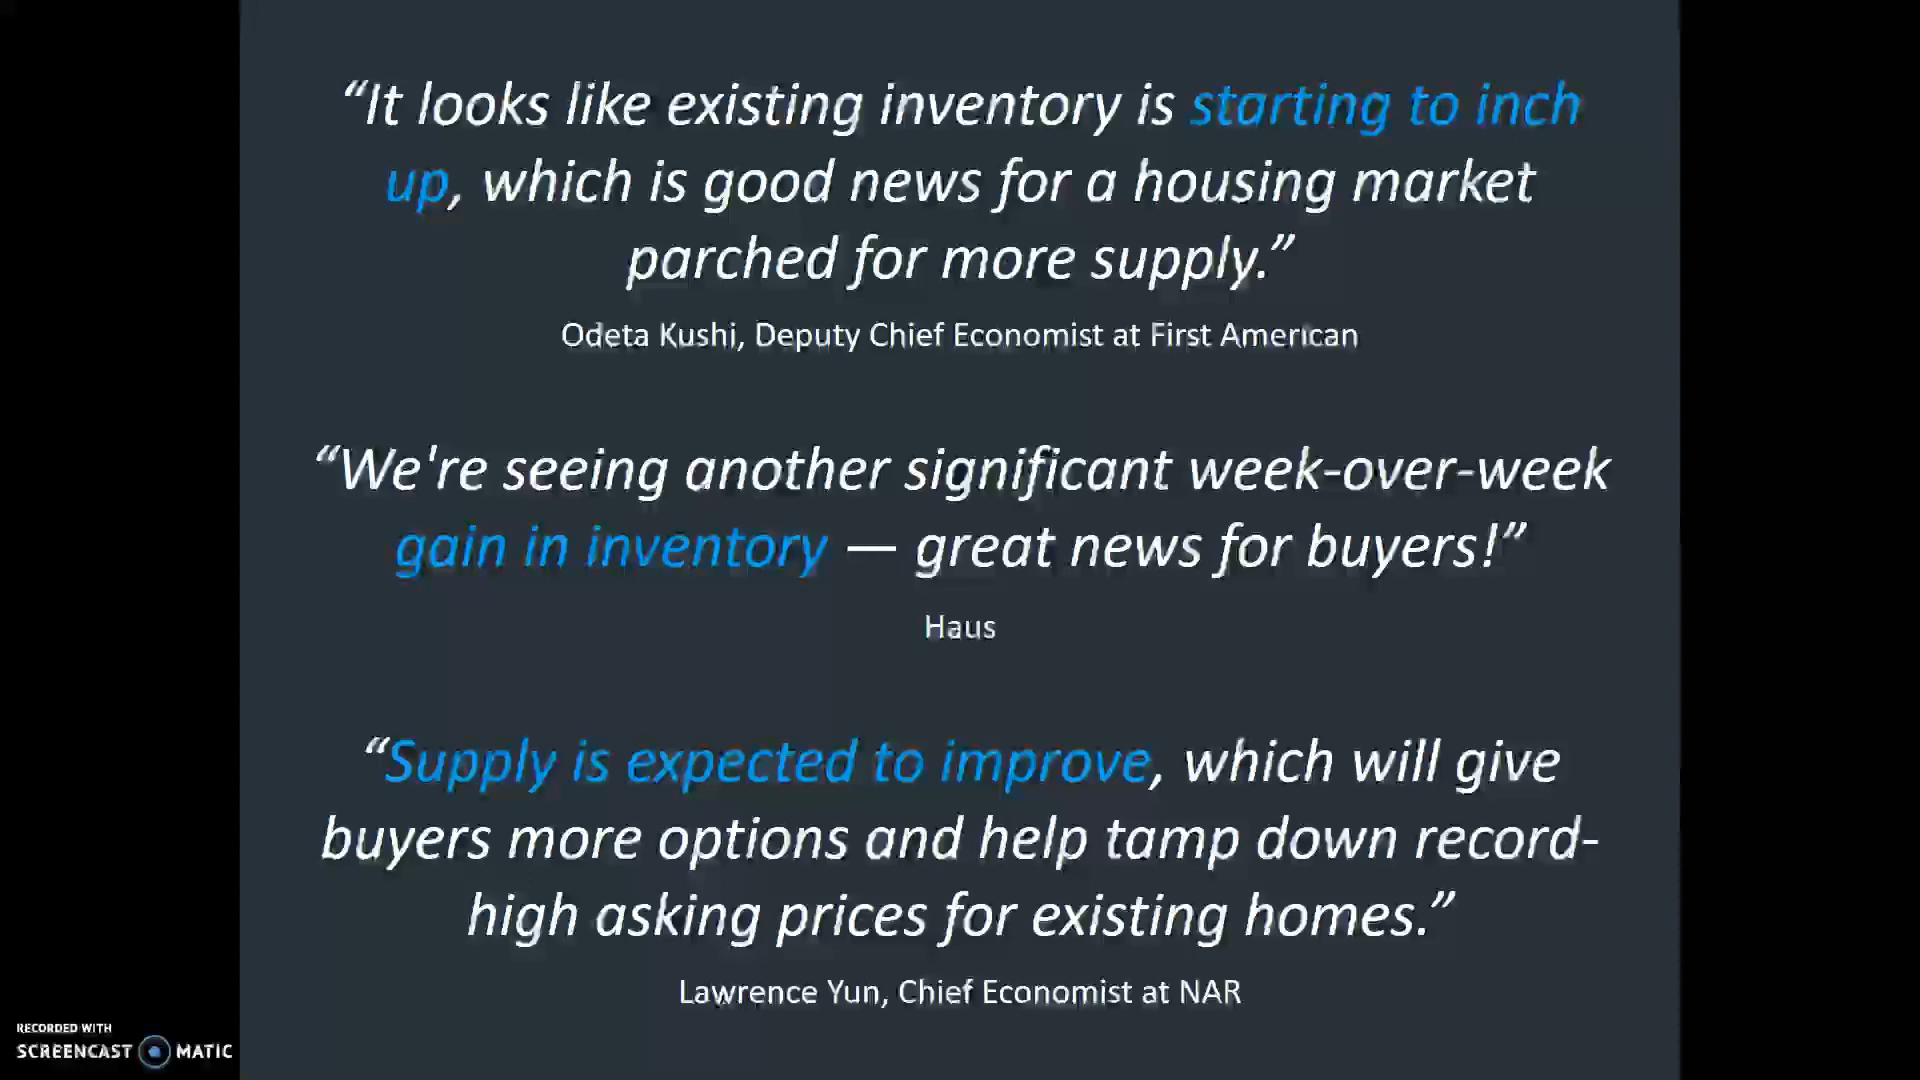 “It looks like existing inventory is starting to inch
up, which is good news for a housing market
parched for more supply.”
Odeta Kushi, Deputy Chief Economist at First American
“We're seeing another significant week-over-week
gain in inventory — great news for buyers!”
Haus
“Supply is expected to improve, which will give
buyers more options and help tamp down record-
high asking prices for existing homes.”
Lawrence Yun, Chief Economist at NAR
RECORDED WITH
SCREENCAST MATIC